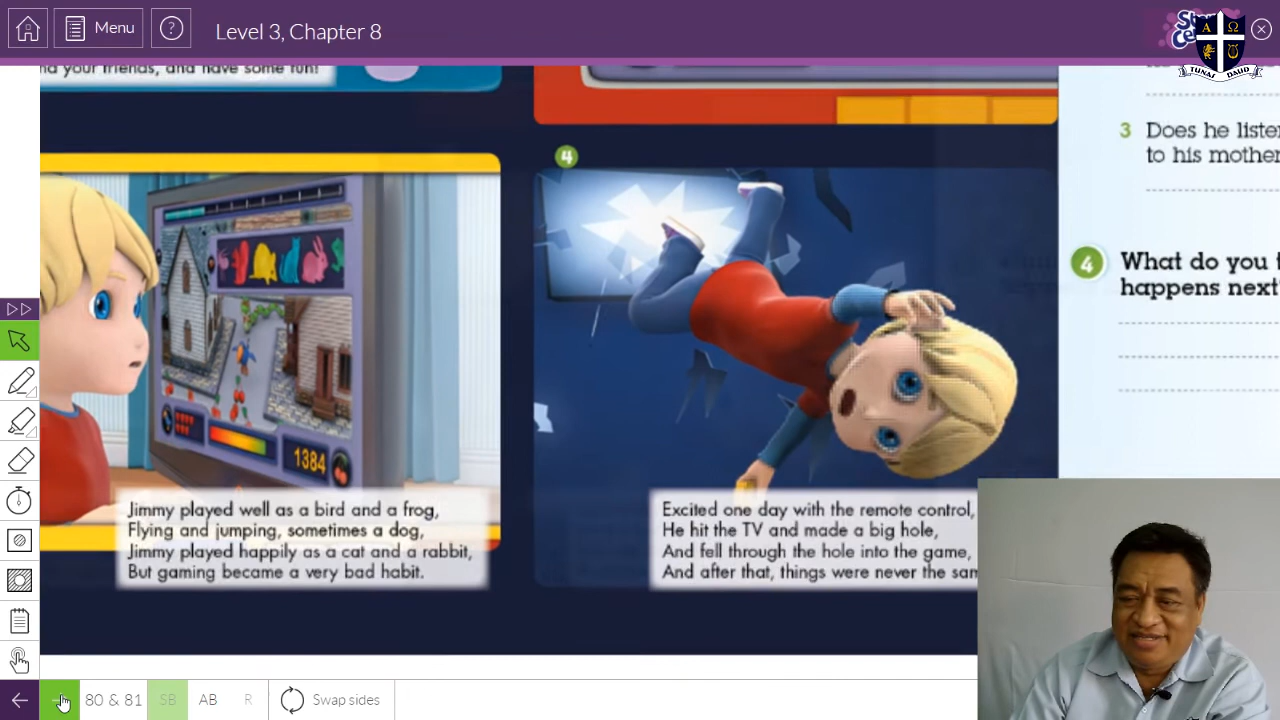 Menu
?
Level 3, Chapter 8
A Ω
TUNAS DAUD
nd your friends, and have some fun!
3 Does he
to his mother
4
4 What do you
happens next
1384
Jimmy played well as a bird and a frog,
Flying and jumping, sometimes a dog,
Jimmy played happily as a cat and a rabbit,
But gaming became a very bad habit.
Excited one day with the remote control,
He hit the TV and made a big hole,
And fell through the hole into the game,
And after that, things were never the
80 & 81
SB
AB
R
Swap sides